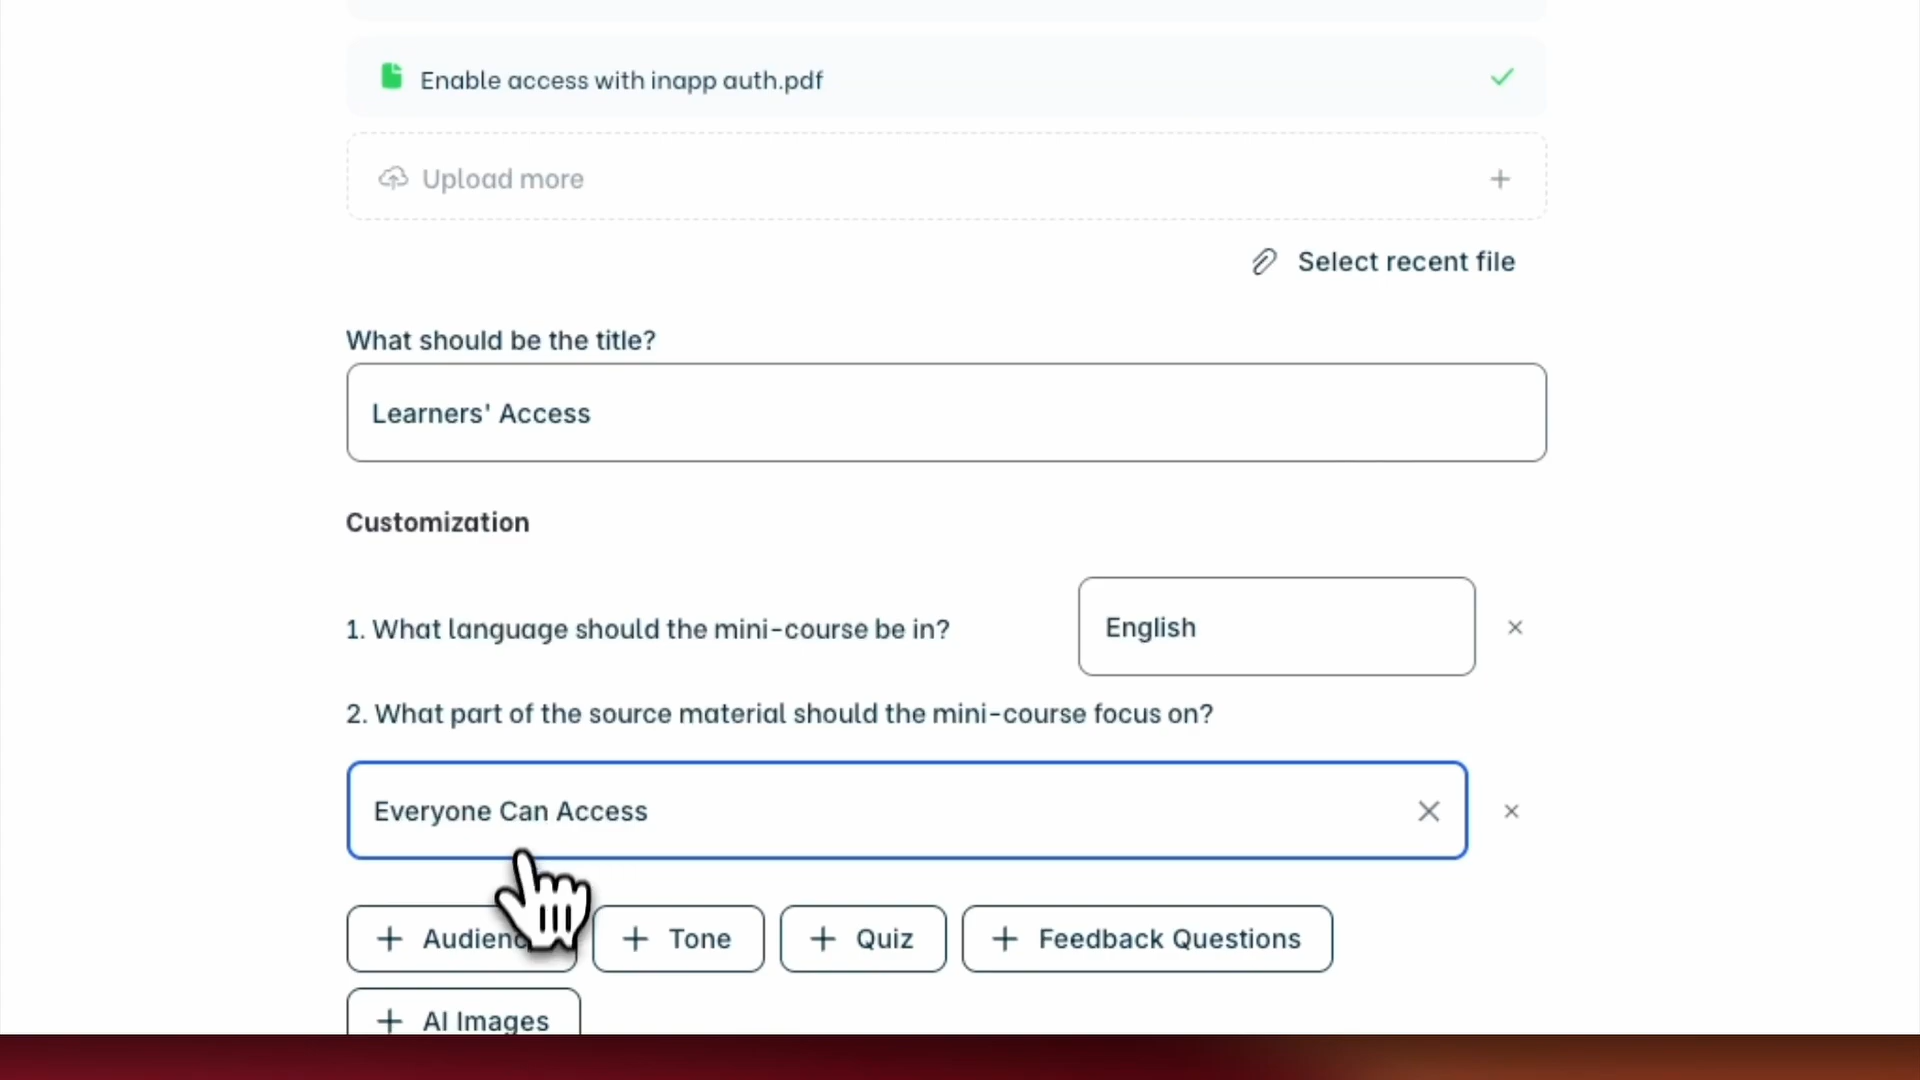 Enable access with inapp auth.pdf
Upload more
Select recent file
What should be the title?
Learners' Access
Customization
1. What language should the mini-course be in?
English
2. What part of the source material should the mini-course focus on?
Everyone Can Access
Audienc
Tone
Quiz
Feedback Questions
AI Images